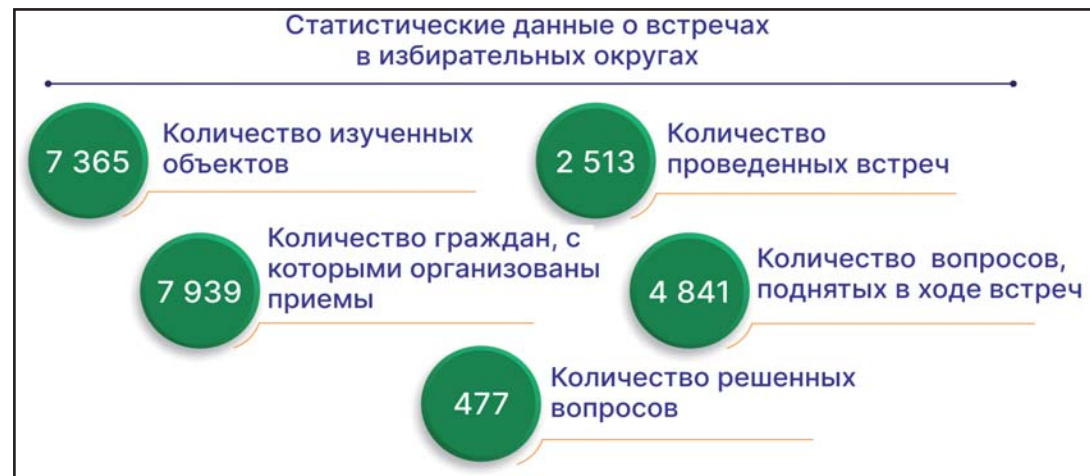 Статистические данные о встречах
в избирательных округах
7 365
Количество изученных
объектов
2 513
Количество
проведенных встреч
7 939
Количество граждан, с
которыми организованы
приемы
4 841
Количество вопросов,
поднятых в ходе встреч
477
Количество решенных
вопросов